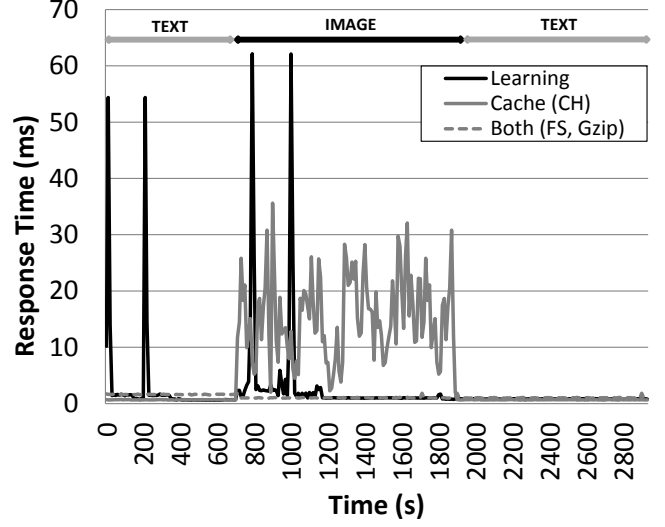 70
60
50
40
30
20
10
0
Response Time (ms)
TEXT IMAGE TEXT
Learning
Cache (CH)
Both (FS, Gzip)
0 200 400 600 800 1000 1200 1400 1600 1800 2000 2200 2400 2600 2800
Time (s)